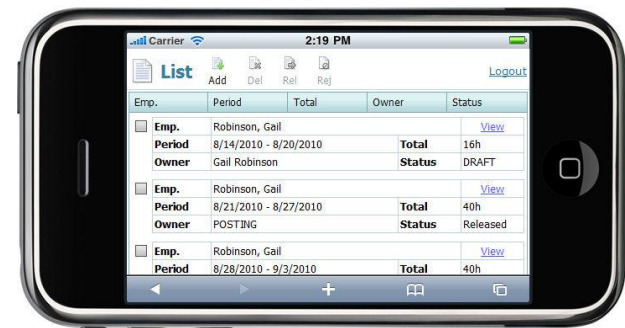 Carrier 2:19 PM
List Add Del Rel Rej Logout
Emp. Period Total Owner Status
Emp. Robinson, Gail View
Period 8/14/2010 - 8/20/2010 Total 16h
Owner Gail Robinson Status DRAFT
Emp. Robinson, Gail View
Period 8/21/2010 - 8/27/2010 Total 40h
Owner POSTING Status Released
Emp. Robinson, Gail View
Period 8/28/2010 - 9/3/2010 Total 40h